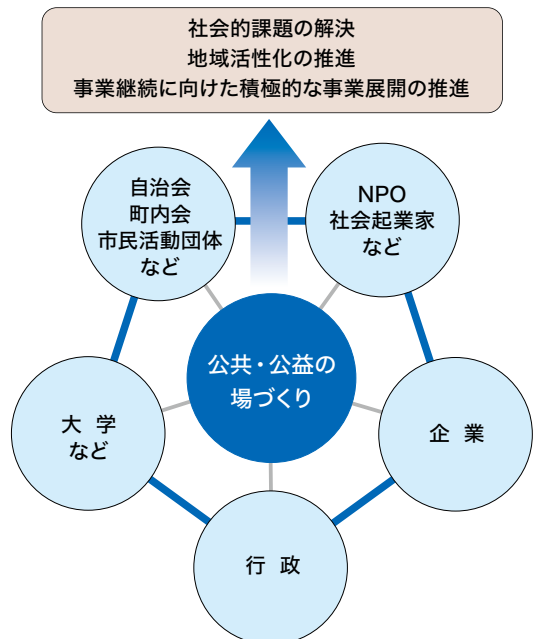 社会的課題の解決
地域活性化の推進
事業継続に向けた積極的な事業展開の推進
自治会
町内会
市民活動団体
など
NPO
社会起業家
など
公共・公益の
場づくり
大 学
など
企 業
行 政